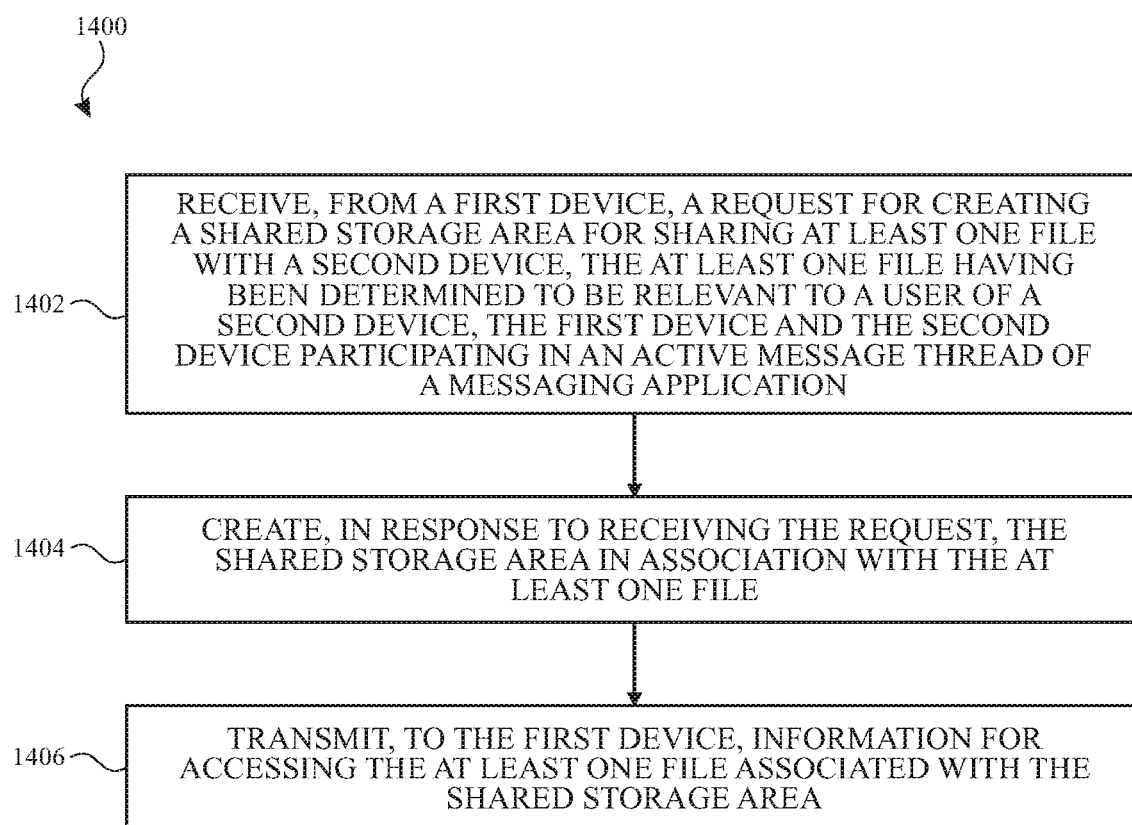 1400
RECEIVE, FROM A FIRST DEVICE, A REQUEST FOR CREATING
A SHARED STORAGE AREA FOR SHARING AT LEAST ONE FILE
WITH A SECOND DEVICE, THE AT LEAST ONE FILE HAVING
BEEN DETERMINED TO BE RELEVANT TO A USER OF A
SECOND DEVICE, THE FIRST DEVICE AND THE SECOND
DEVICE PARTICIPATING IN AN ACTIVE MESSAGE THREAD OF
A MESSAGING APPLICATION
1402
CREATE, IN RESPONSE TO RECEIVING THE REQUEST, THE
SHARED STORAGE AREA IN ASSOCIATION WITH THE AT
LEAST ONE FILE
1404
TRANSMIT, TO THE FIRST DEVICE, INFORMATION FOR
ACCESSING THE AT LEAST ONE FILE ASSOCIATED WITH THE
SHARED STORAGE AREA
1406